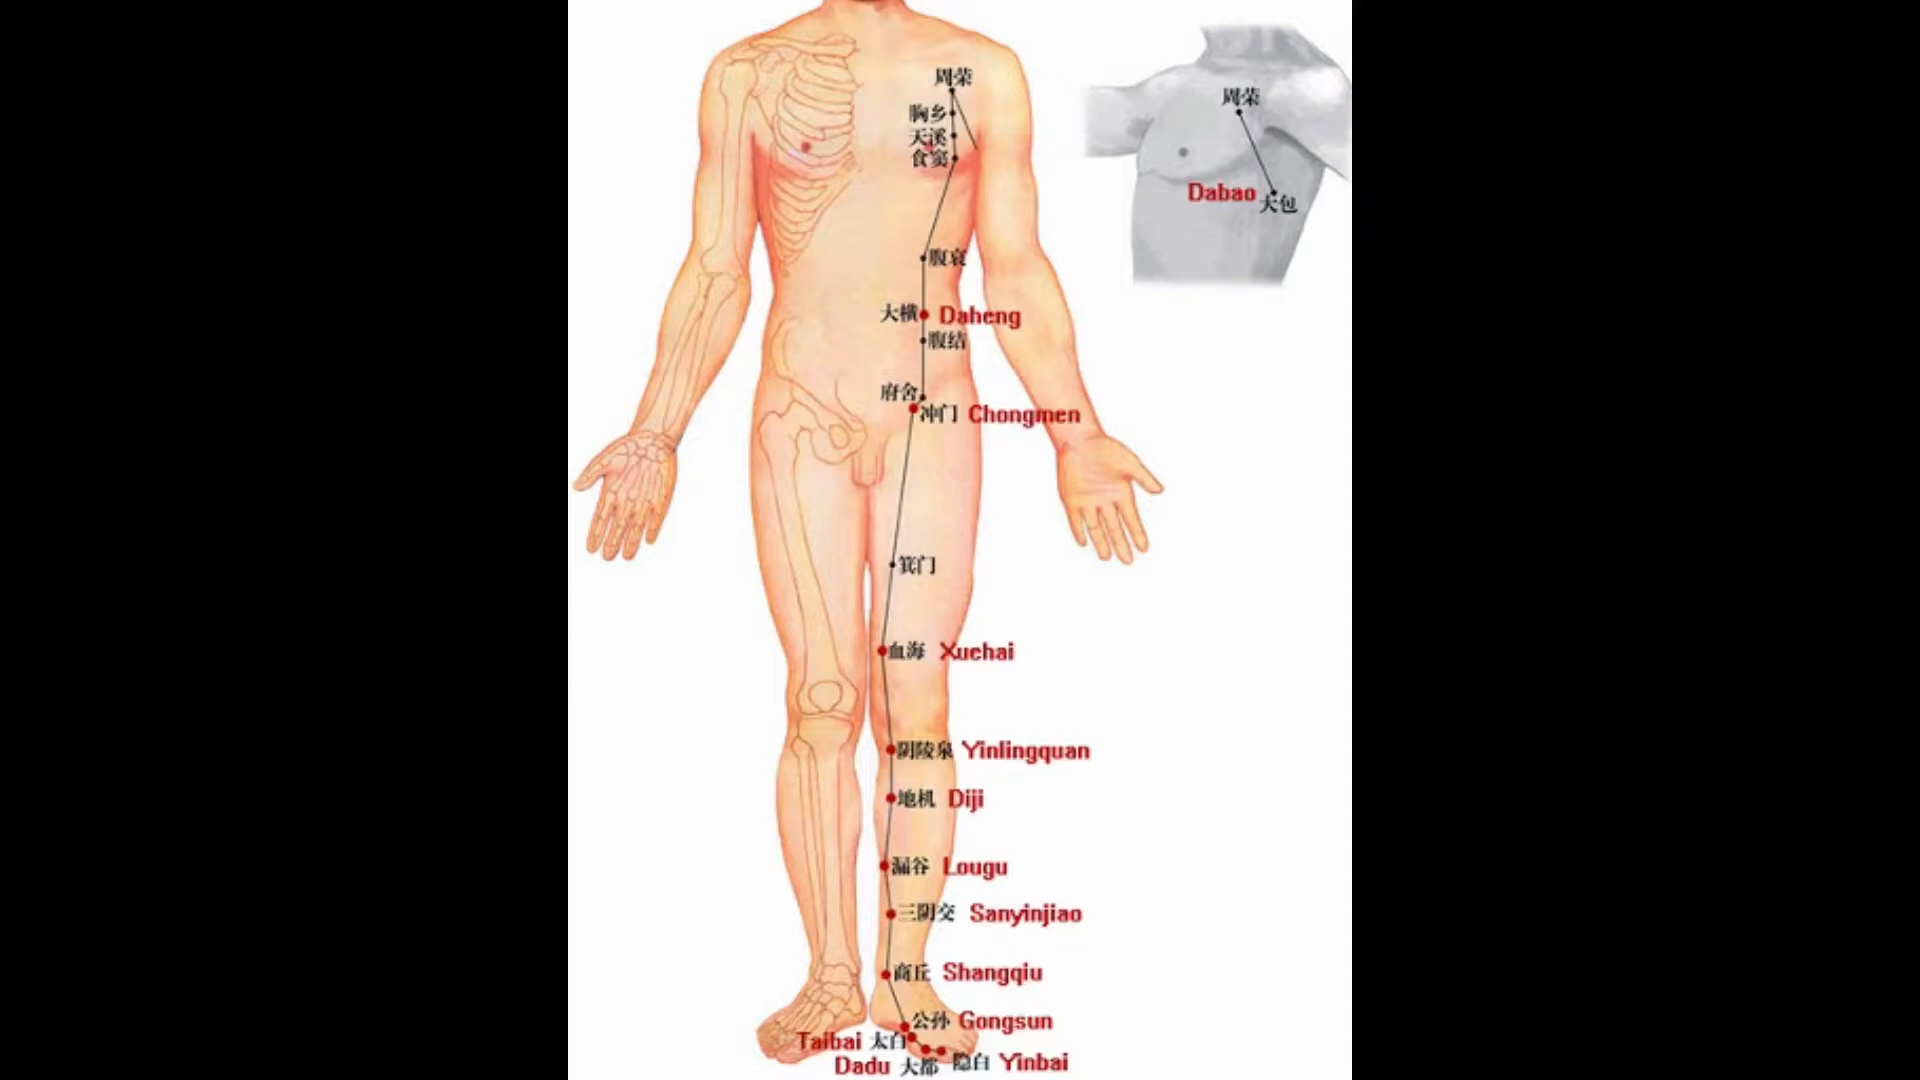 周荣
胸乡
天溪
食窦
周荣
Dabao 大包
腹哀
大横 Daheng
腹结
府舍
冲门 Chongmen
箕门
血海 Xuehai
阴陵泉 Yinlingquan
地机 Diji
漏谷 Lougu
三阴交 Sanyinjiao
商丘 Shangqiu
公孙 Gongsun
Taibai 太白
Dadu 大都 隐白 Yinbai